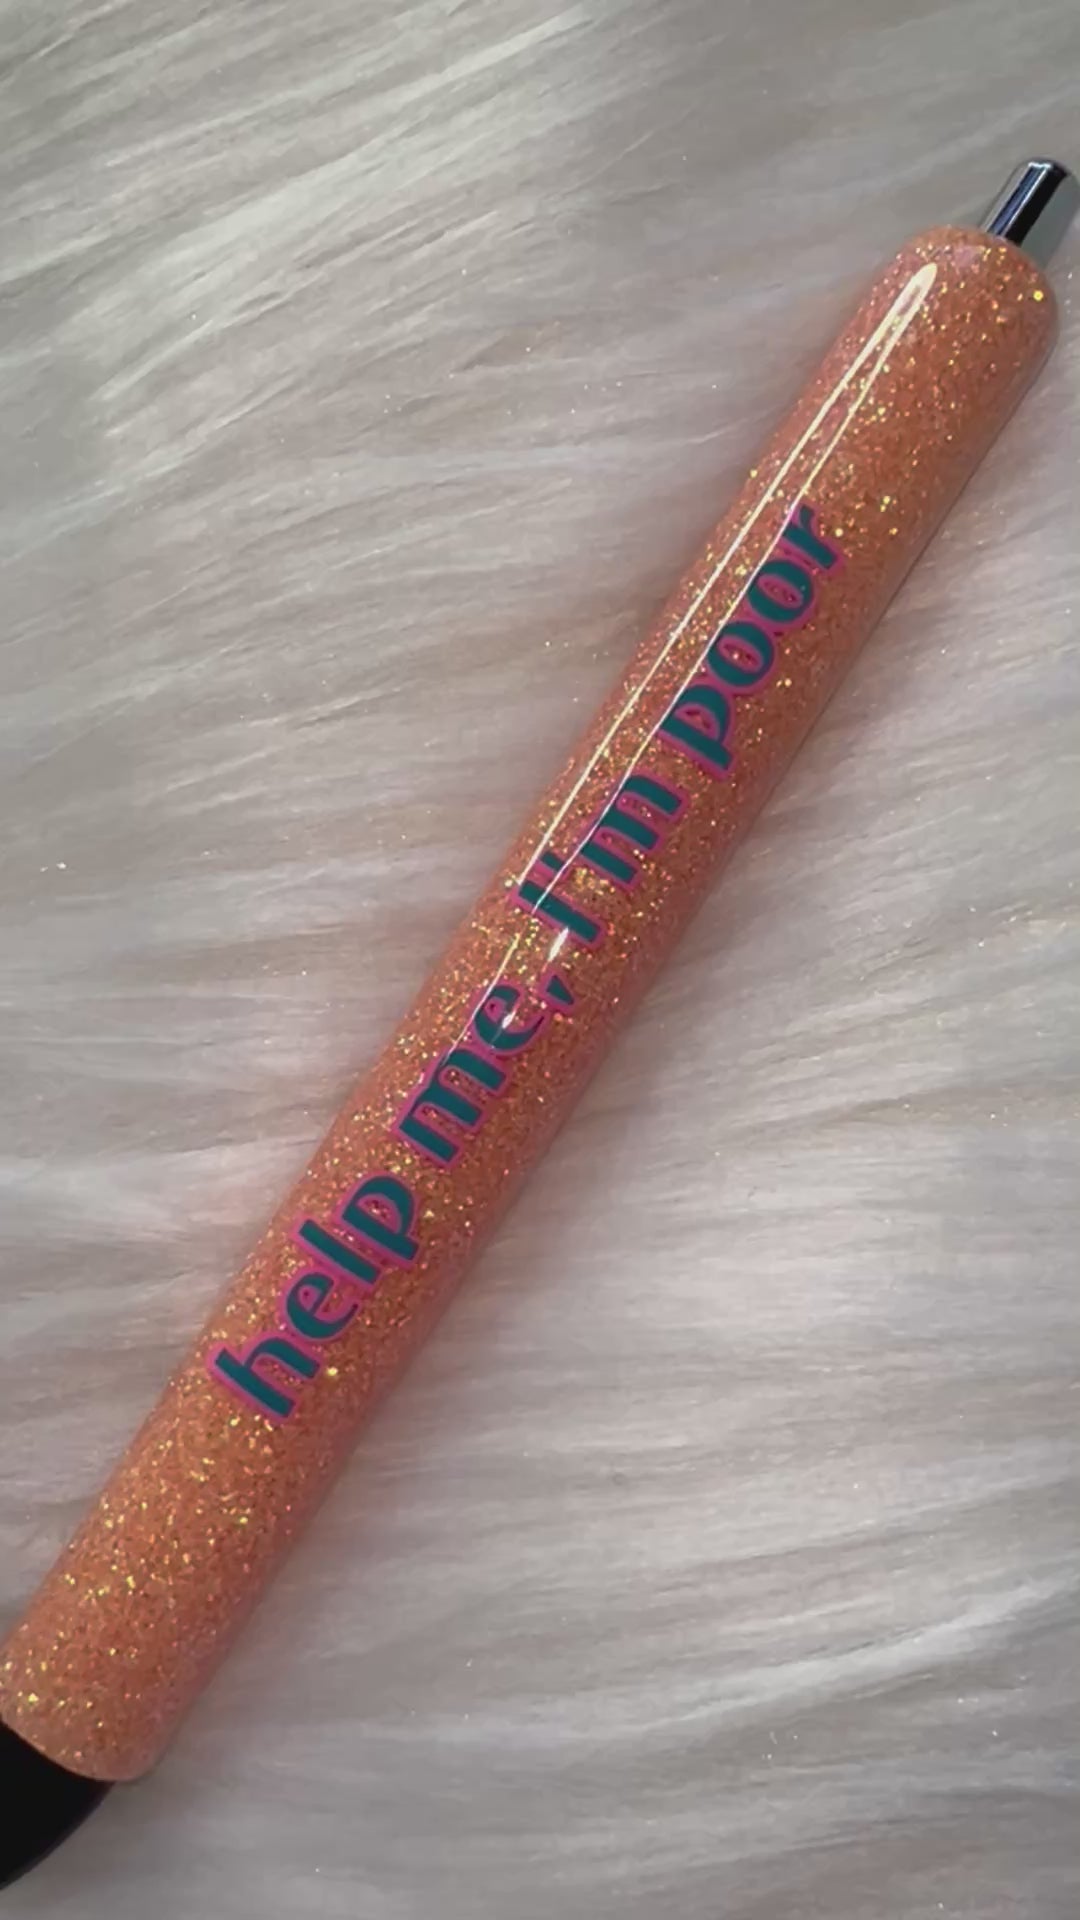 help me, I'm poor